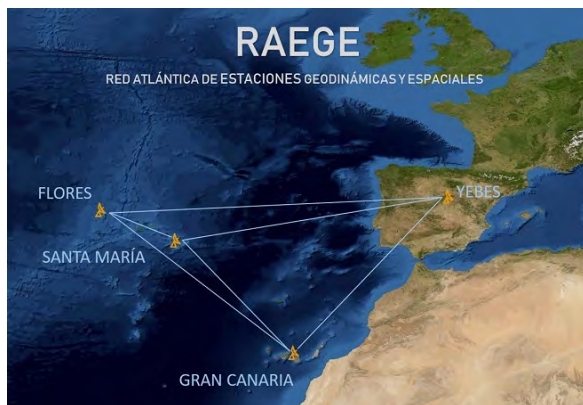 RAEGE
RED ATLÁNTICA DE ESTACIONES GEODINÁMICAS Y ESPACIALES
FLORES
YEBES
SANTA MARÍA
GRAN CANARIA